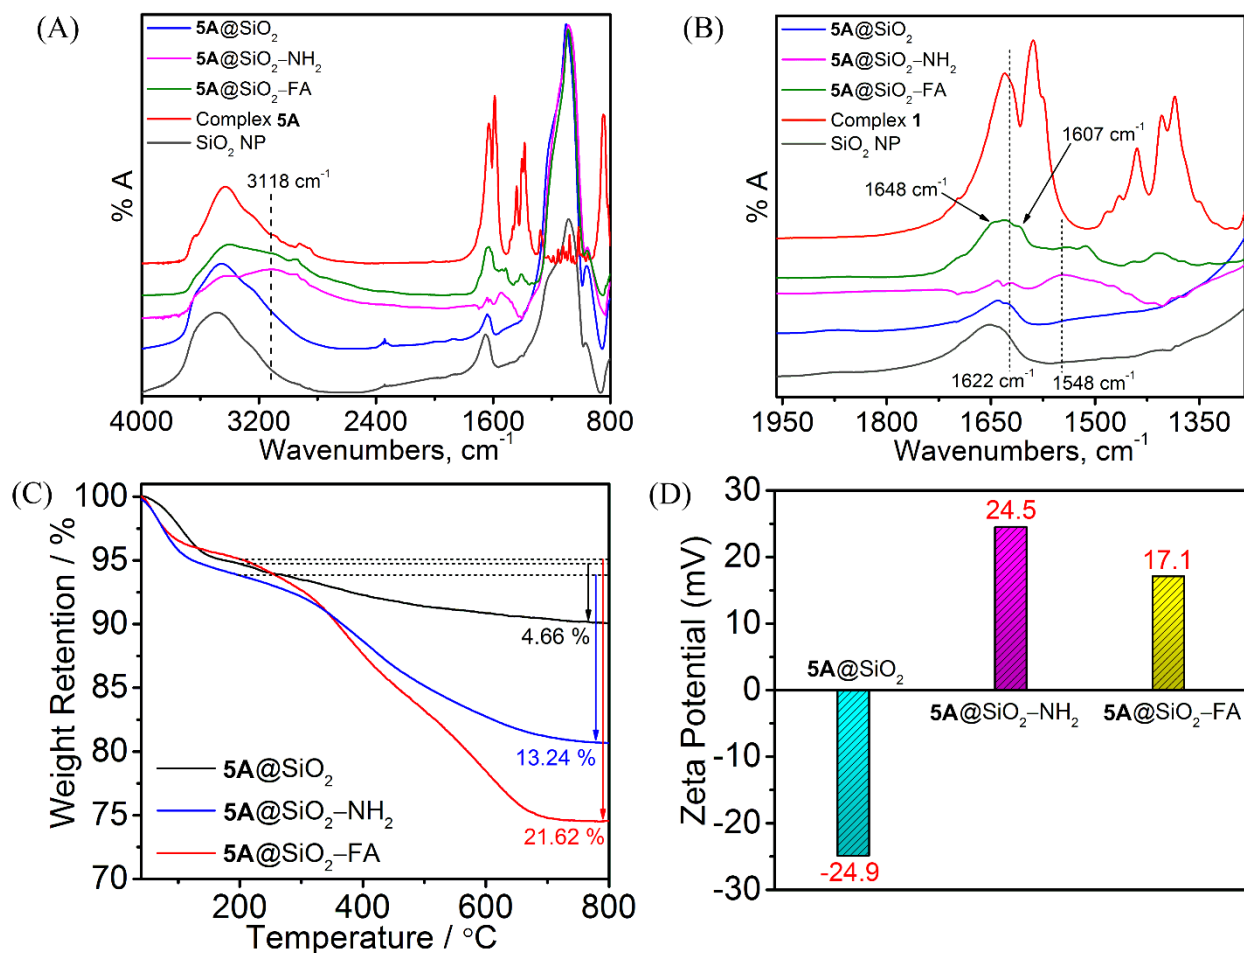 (A)
5A@SiO₂
5A@SiO₂–NH₂
5A@SiO₂–FA
Complex 5A
SiO₂ NP
3118 cm⁻¹
% A
4000 3200 2400 1600 800
Wavenumbers, cm⁻¹
(B)
5A@SiO₂
5A@SiO₂–NH₂
5A@SiO₂–FA
Complex 1
SiO₂ NP
1607 cm⁻¹
1648 cm⁻¹
1622 cm⁻¹
1548 cm⁻¹
% A
1950 1800 1650 1500 1350
Wavenumbers, cm⁻¹
(C)
100
95
90
85
80
75
70
Weight Retention / %
4.66 %
13.24 %
21.62 %
5A@SiO₂
5A@SiO₂–NH₂
5A@SiO₂–FA
200 400 600 800
Temperature / °C
(D)
30
20
10
0
-10
-20
-30
Zeta Potential (mV)
24.5
17.1
5A@SiO₂
5A@SiO₂–NH₂ 5A@SiO₂–FA
-24.9